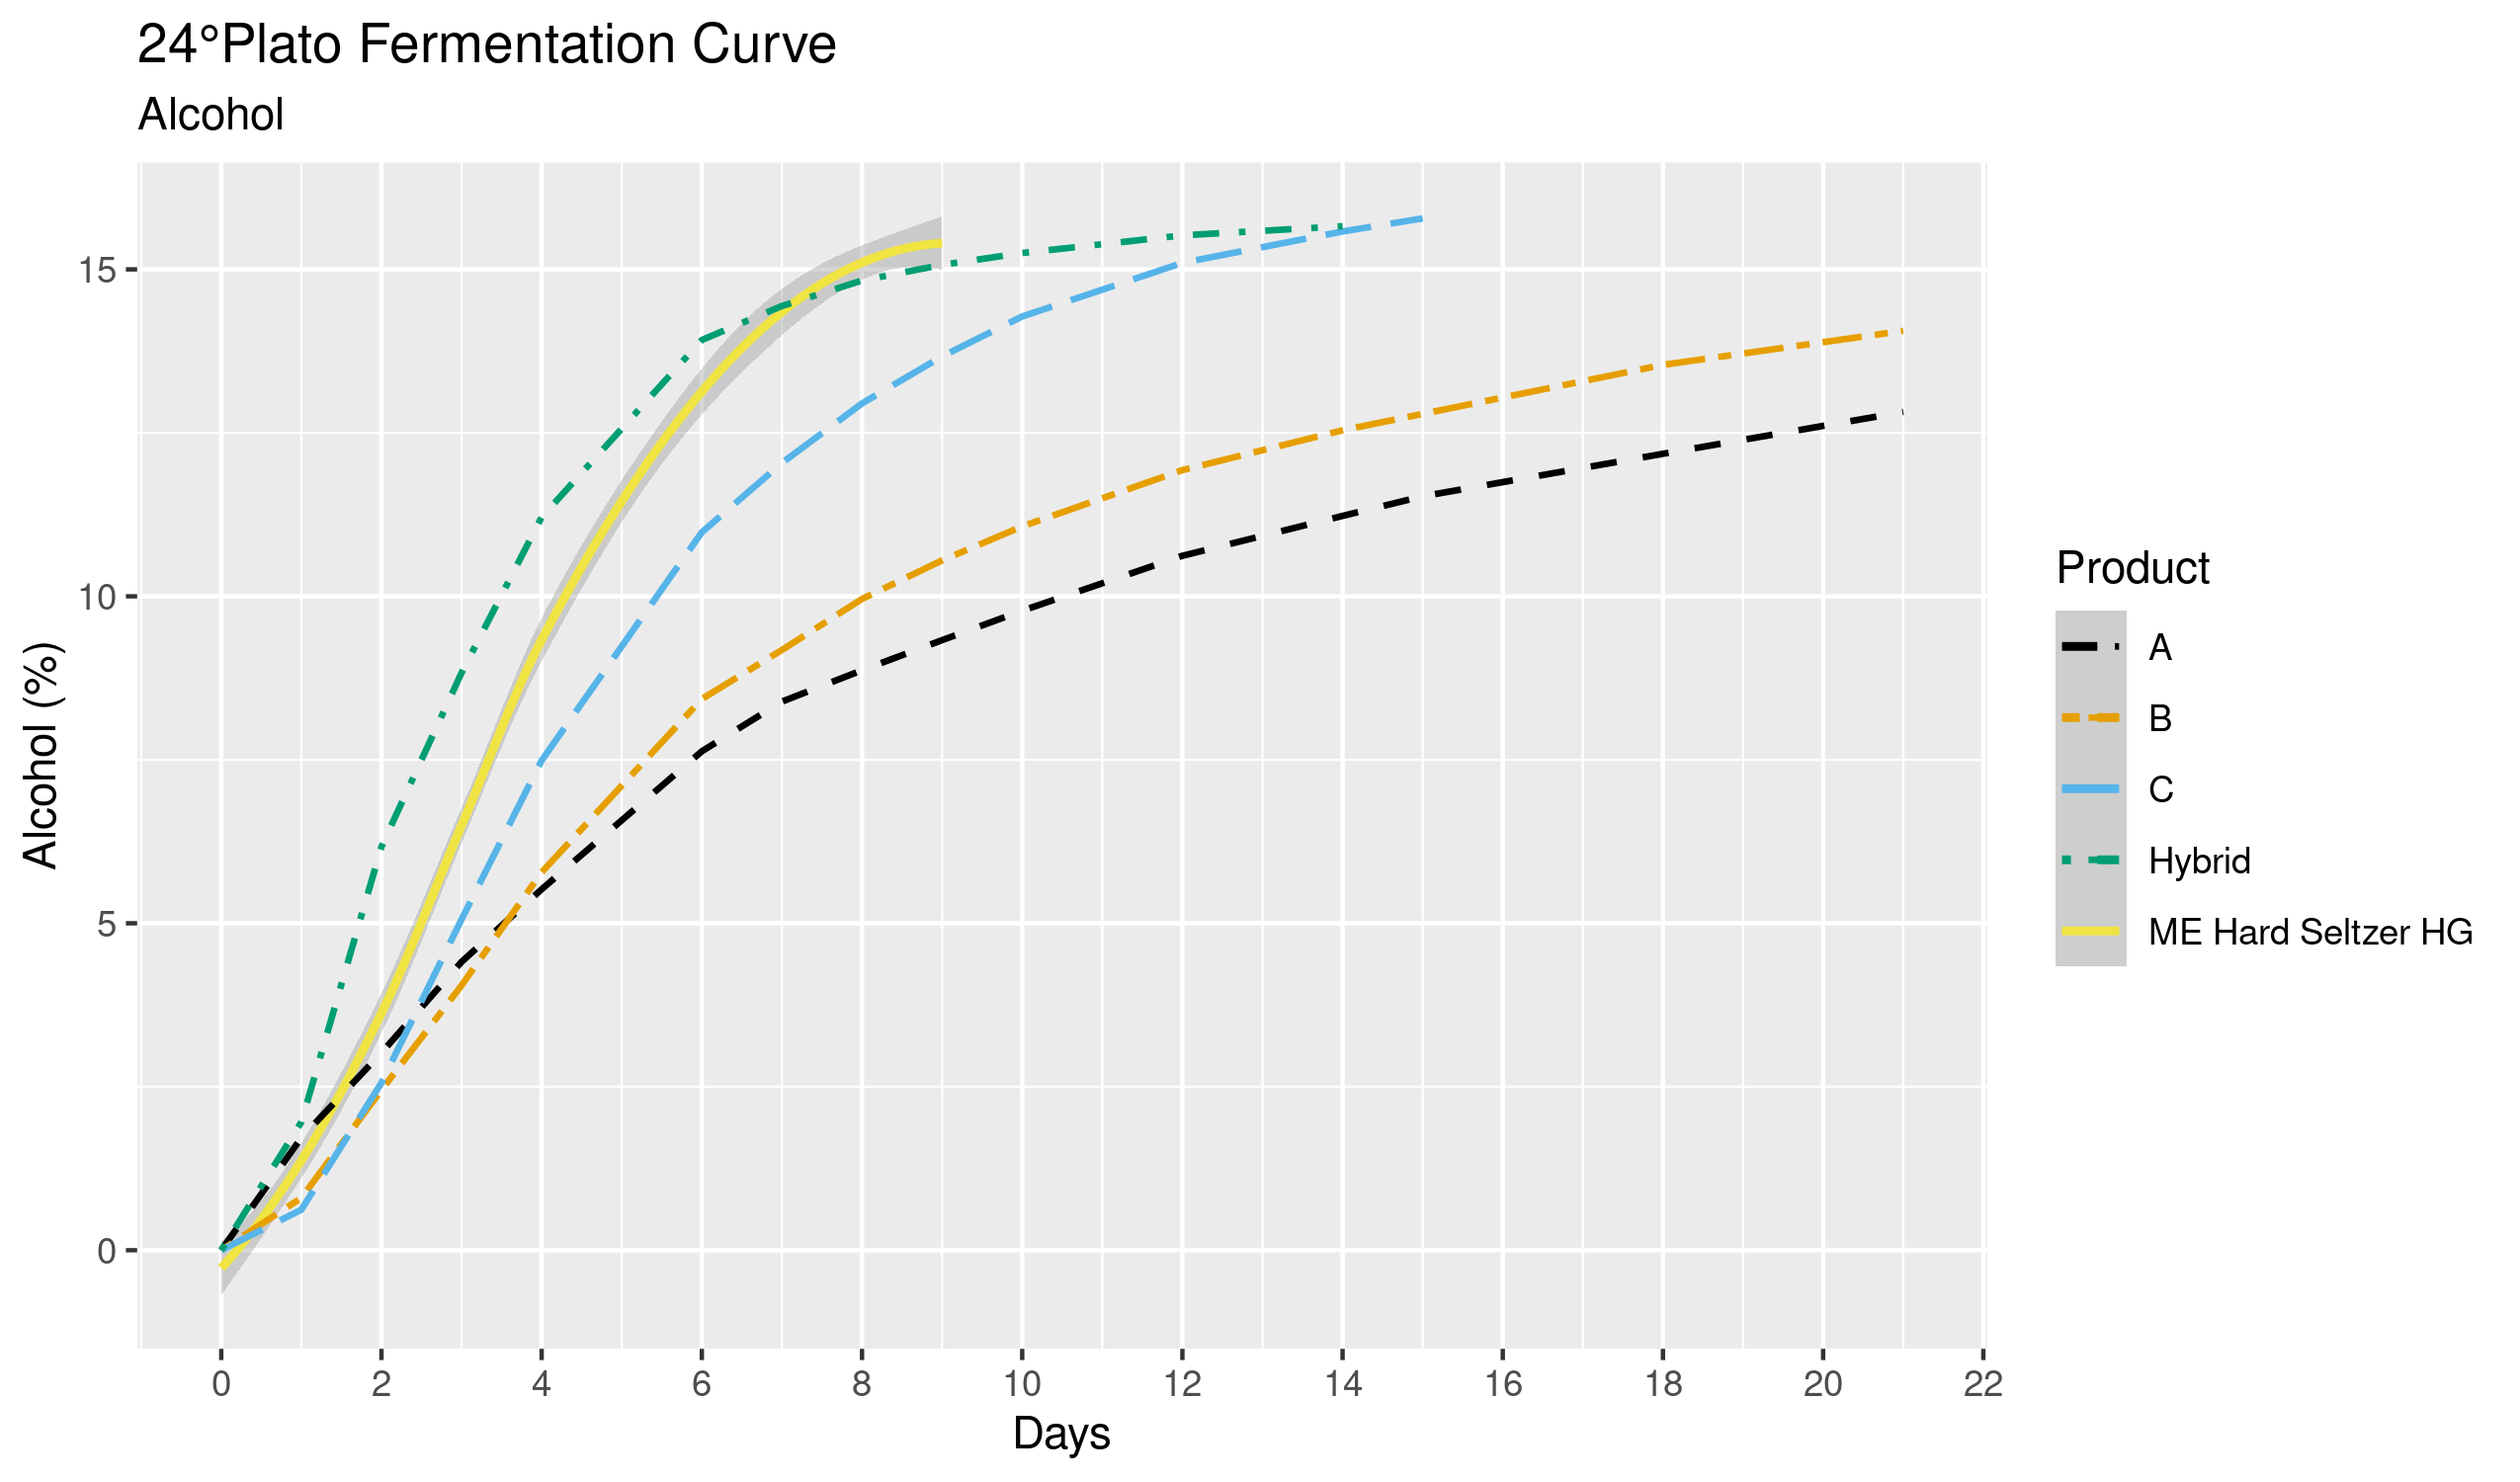 24°Plato Fermentation Curve
Alcohol
Alcohol (%)
15
10
5
0
0 2 4 6 8 10 12 14 16 18 20 22
Days
Product
A
B
C
Hybrid
ME Hard Seltzer HG